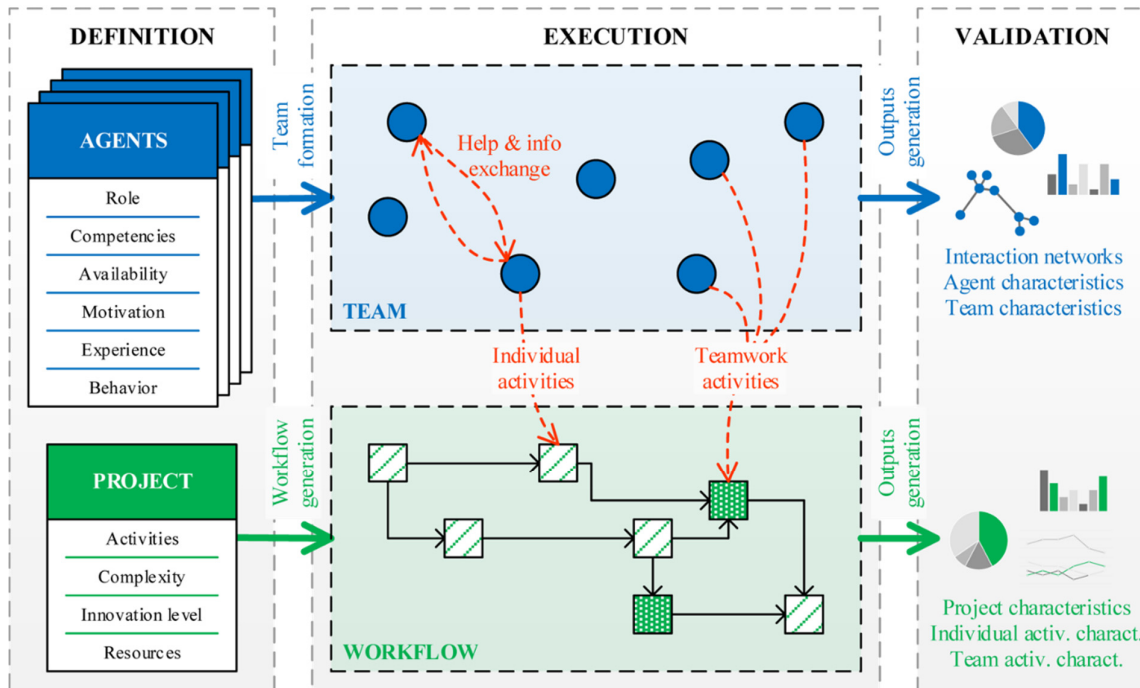 DEFINITION
EXECUTION
VALIDATION
AGENTS
Role
Competencies
Availability
Motivation
Experience
Behavior
Team
formation
Help & info
exchange
TEAM
Outputs
generation
Interaction networks
Agent characteristics
Team characteristics
Individual
activities
Teamwork
activities
PROJECT
Activities
Complexity
Innovation level
Resources
Workflow
generation
WORKFLOW
Outputs
generation
Project characteristics
Individual activ. charact.
Team activ. charact.